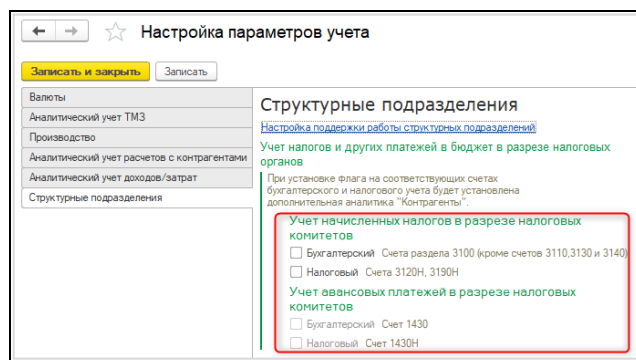 Настройка параметров учета
Записать и закрыть Записать
Валюты
Аналитический учет ТМЗ
Производство
Аналитический учет расчетов с контрагентами
Аналитический учет доходов/затрат
Структурные подразделения
Структурные подразделения
Настройка поддержки работы структурных подразделений
Учет налогов и других платежей в бюджет в разрезе налоговых
органов
При установке флага на соответствующих счетах
бухгалтерского и налогового учета будет установлена
дополнительная аналитика "Контрагенты".
Учет начисленных налогов в разрезе налоговых
комитетов
Бухгалтерский Счета раздела 3100 (кроме счетов 3110,3130 и 3140)
Налоговый Счета 3120Н, 3190Н
Учет авансовых платежей в разрезе налоговых
комитетов
Бухгалтерский Счет 1430
Налоговый Счет 1430Н